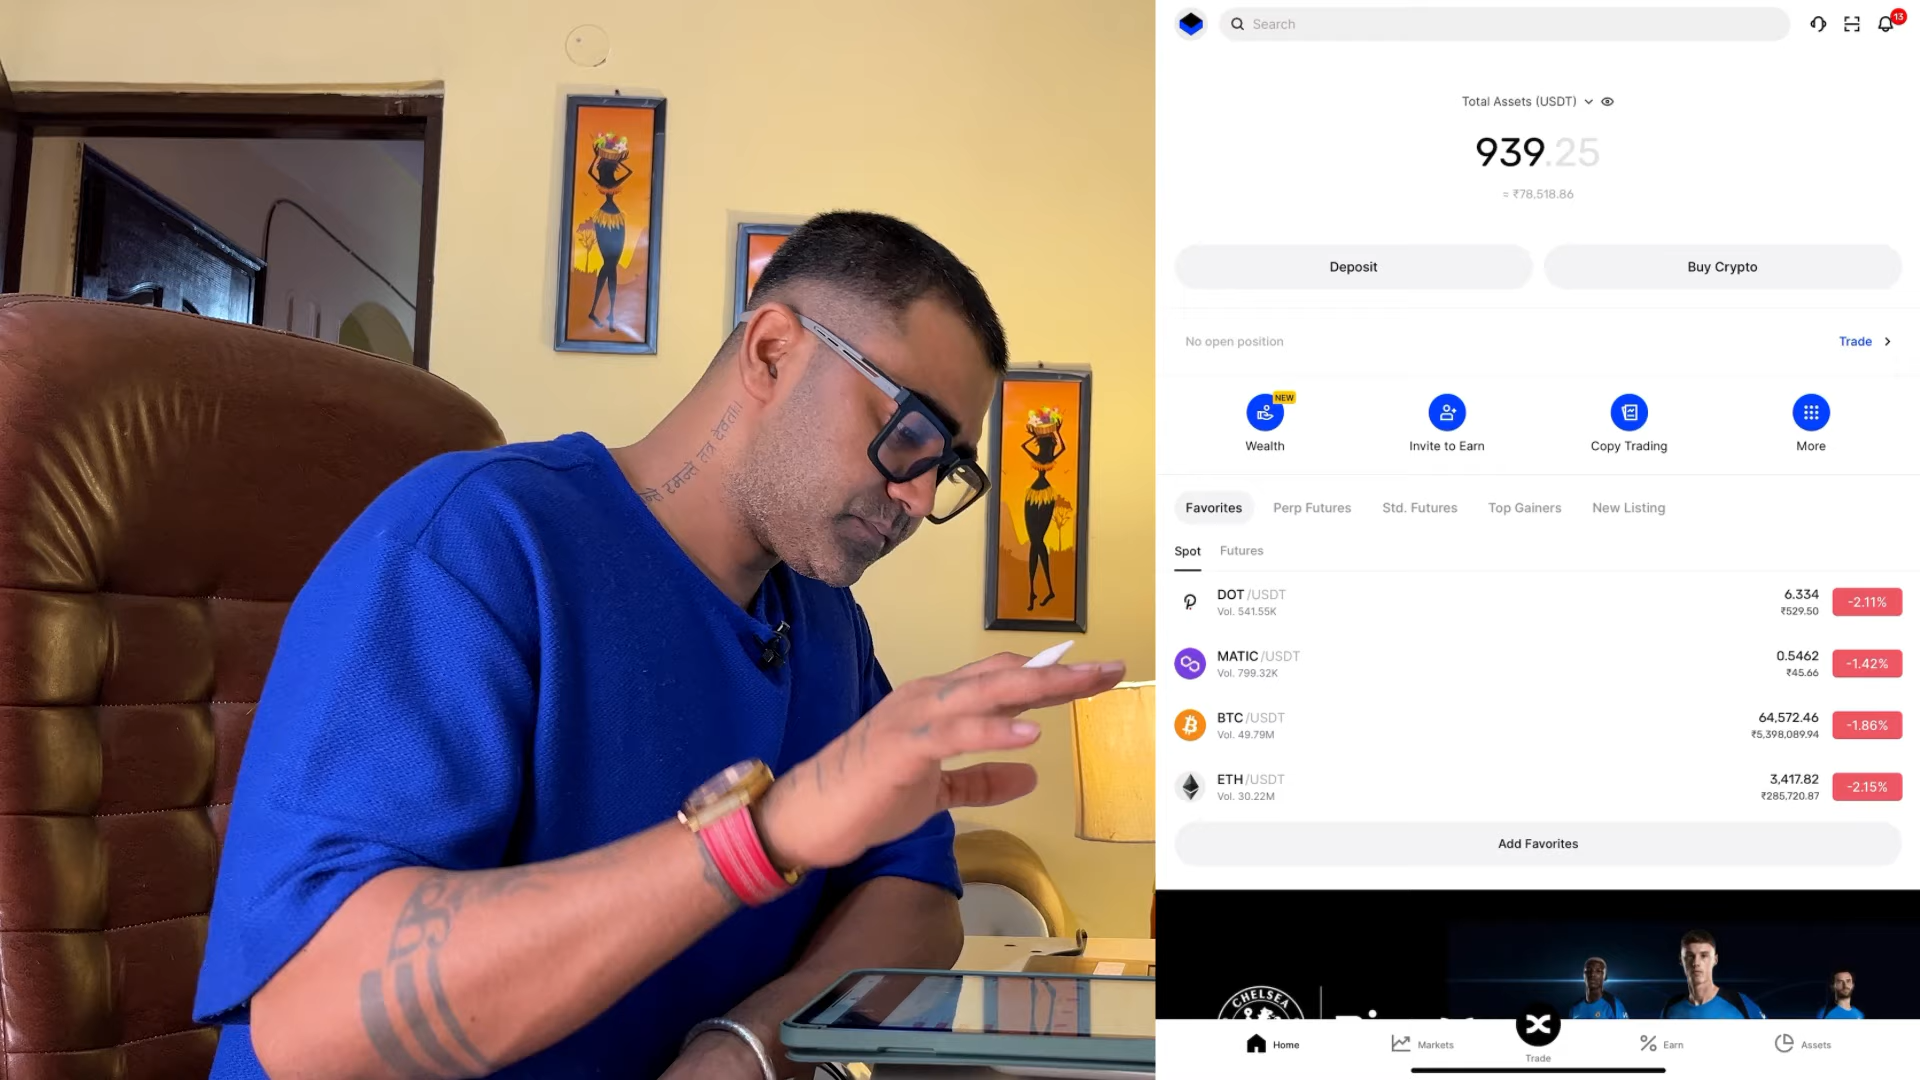 न्ते रमन्ते तत्र देवताः।
Search
13
Total Assets (USDT)
939.25
≈ ₹78,518.86
Deposit
Buy Crypto
No open position
Trade
NEW
Wealth
Invite to Earn
Copy Trading
More
Favorites
Perp Futures
Std. Futures
Top Gainers
New Listing
Spot
Futures
DOT/USDT
6.334
-2.11%
Vol. 541.55K
₹529.50
MATIC/USDT
0.5462
-1.42%
Vol. 799.32K
₹45.66
BTC/USDT
64,572.46
-1.86%
Vol. 49.79M
₹5,398,089.94
ETH/USDT
3,417.82
-2.15%
Vol. 30.22M
₹285,720.87
Add Favorites
CHELSEA
Home
Markets
Trade
Earn
Assets